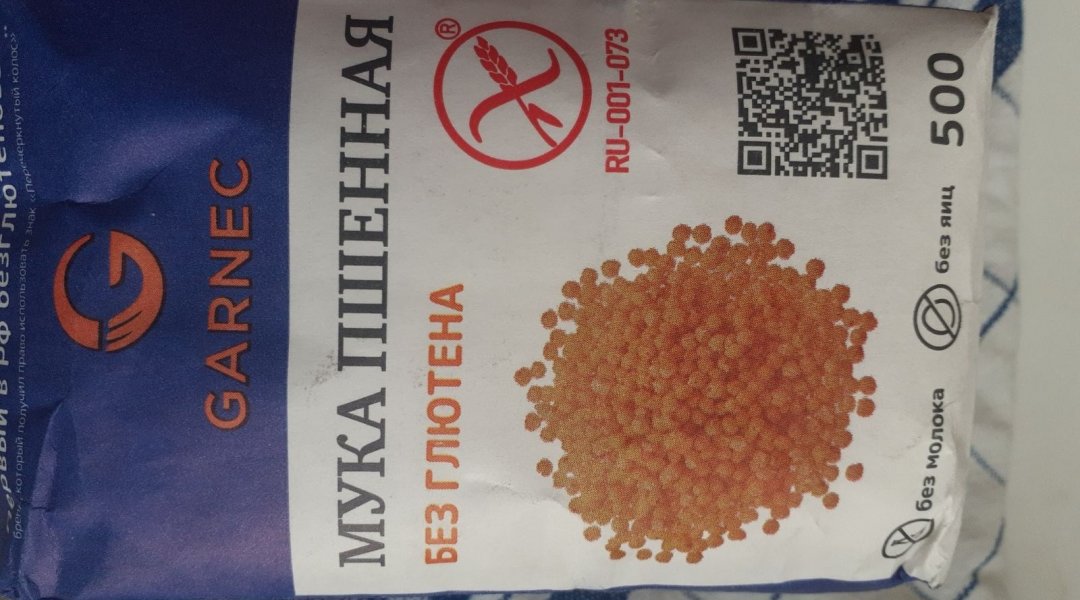 бренд, который получил право использовать знак «Перечеркнутый колос»
GARNEC
МУКА ПШЕННАЯ
БЕЗ ГЛЮТЕНА
®
RU-001-073
без молока
без яиц
500